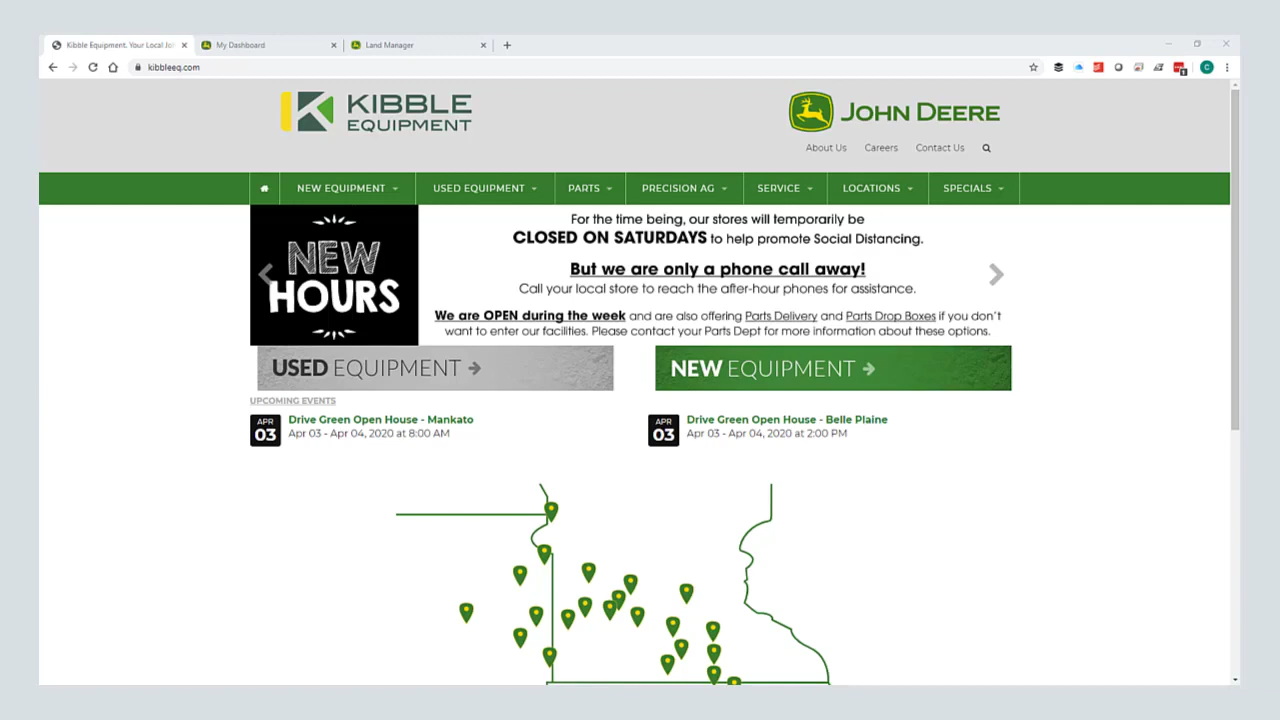 Kibble Equipment. Your Local Jo
My Dashboard
Land Manager
kibbleeq.com
KIBBLE
EQUIPMENT
JOHN DEERE
About Us Careers Contact Us
NEW EQUIPMENT USED EQUIPMENT PARTS PRECISION AG SERVICE LOCATIONS SPECIALS
NEW
HOURS
For the time being, our stores will temporarily be
CLOSED ON SATURDAYS to help promote Social Distancing.
But we are only a phone call away!
Call your local store to reach the after-hour phones for assistance.
We are OPEN during the week and are also offering Parts Delivery and Parts Drop Boxes if you don't
want to enter our facilities. Please contact your Parts Dept for more information about these options.
USED EQUIPMENT
NEW EQUIPMENT
UPCOMING EVENTS
APR
03
Drive Green Open House - Mankato
Apr 03 - Apr 04, 2020 at 8:00 AM
APR
03
Drive Green Open House - Belle Plaine
Apr 03 - Apr 04, 2020 at 2:00 PM